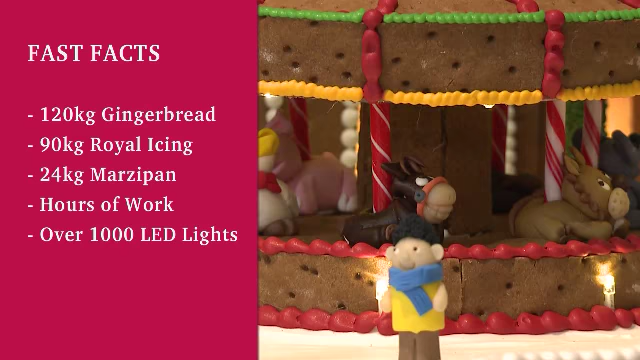 FAST FACTS
- 120kg Gingerbread
- 90kg Royal Icing
- 24kg Marzipan
- Hours of Work
- Over 1000 LED Lights